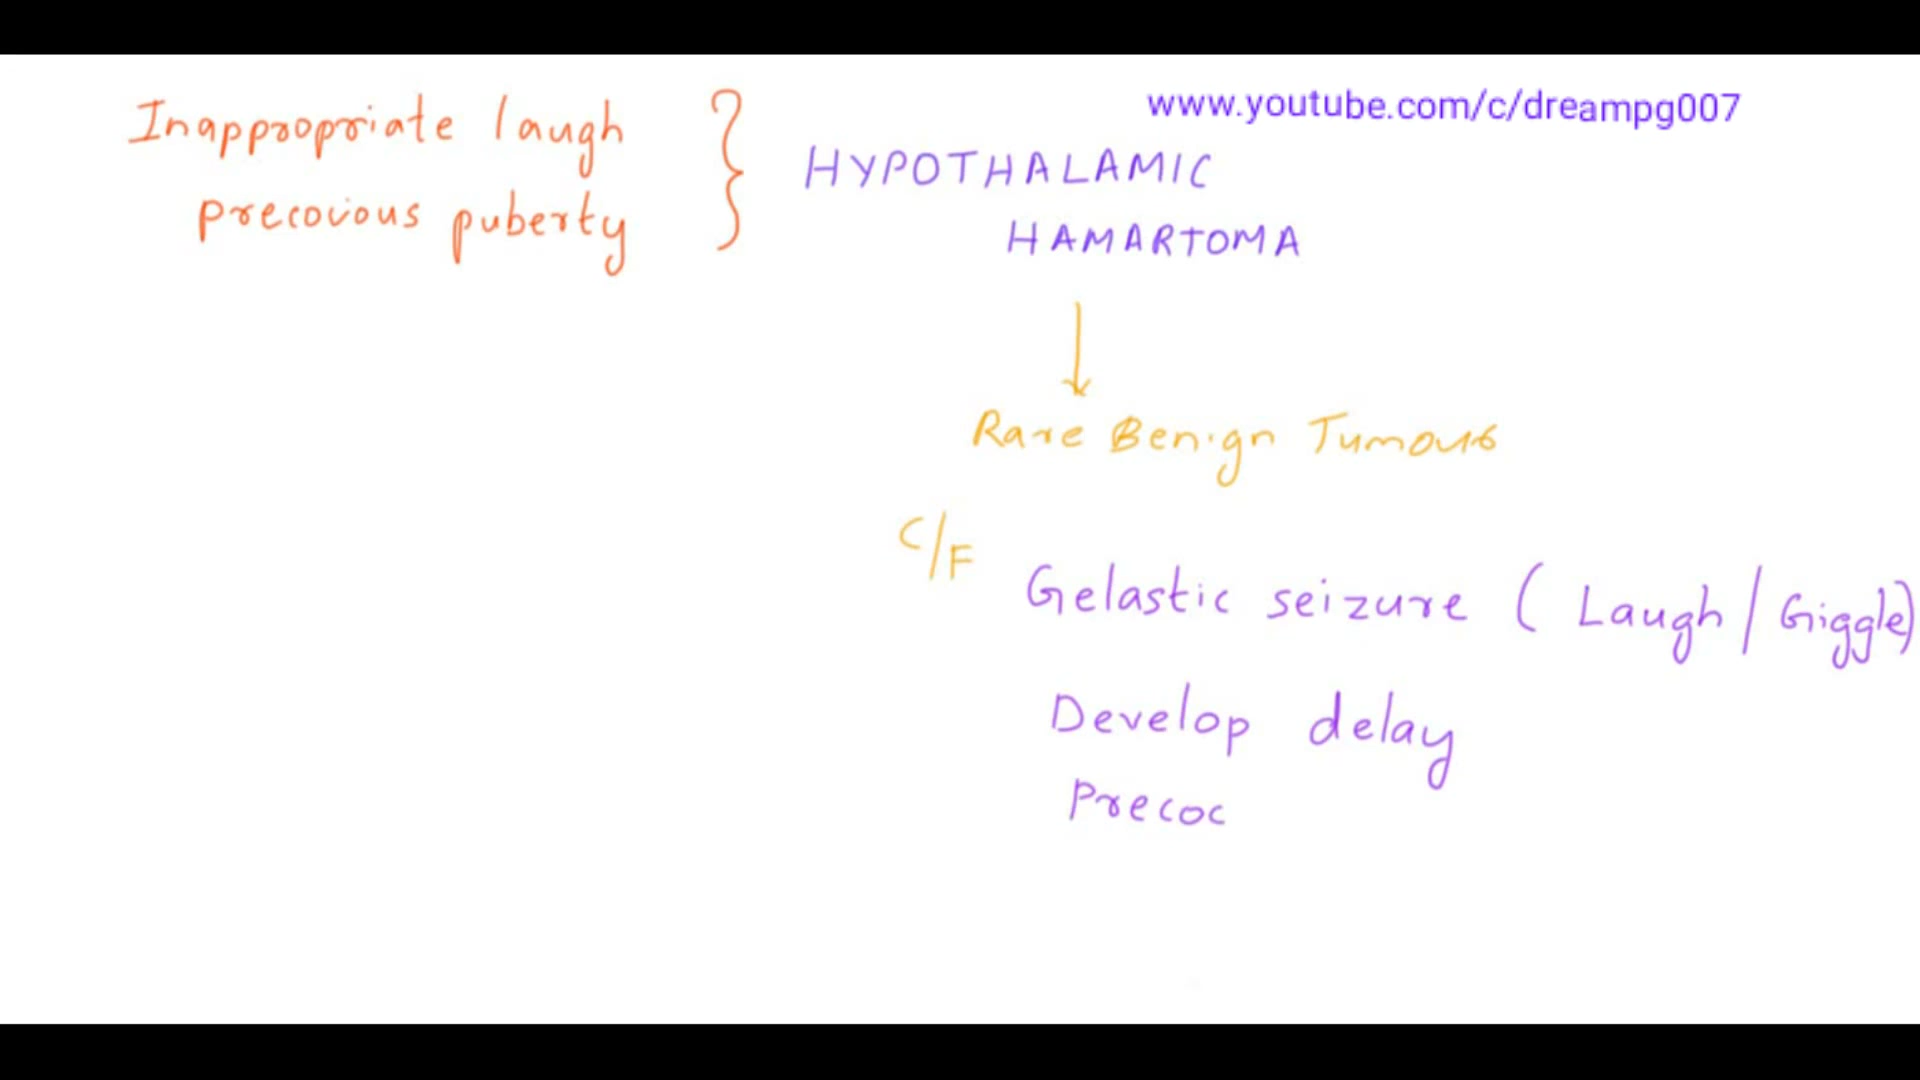 www.youtube.com/c/dreampg007
Inappropriate laugh
precocious puberty
HYPOTHALAMIC
HAMARTOMA
Rare Benign Tumour
C/F
Gelastic seizure (Laugh/Giggle)
Develop delay
Precoc